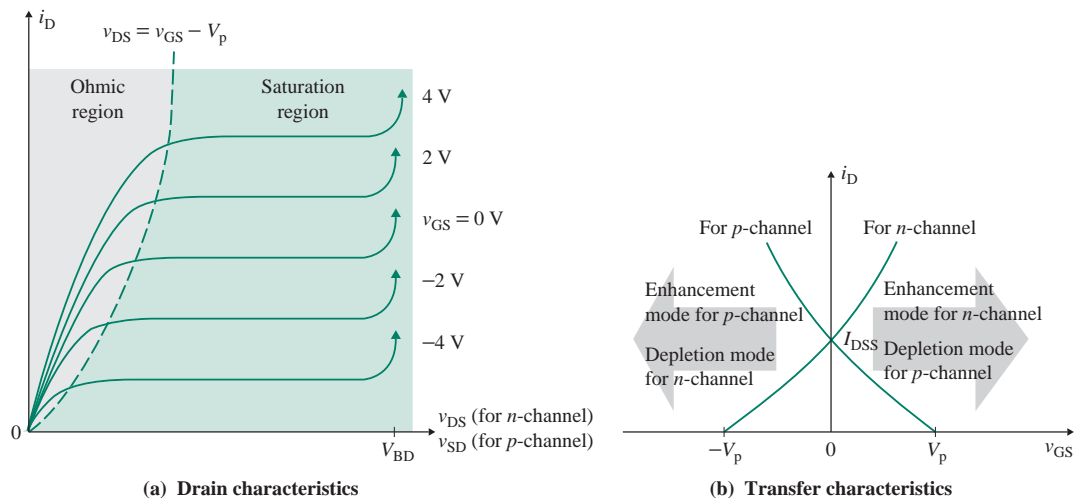 i_D
v_DS = v_GS − V_p
Ohmic
region
Saturation
region
4 V
2 V
v_GS = 0 V
−2 V
−4 V
0
V_BD
v_DS (for n-channel)
v_SD (for p-channel)
(a) Drain characteristics
i_D
For p-channel
For n-channel
Enhancement
mode for p-channel
Depletion mode
for n-channel
I_DSS
Enhancement
mode for n-channel
Depletion mode
for p-channel
−V_p
0
V_p
v_GS
(b) Transfer characteristics